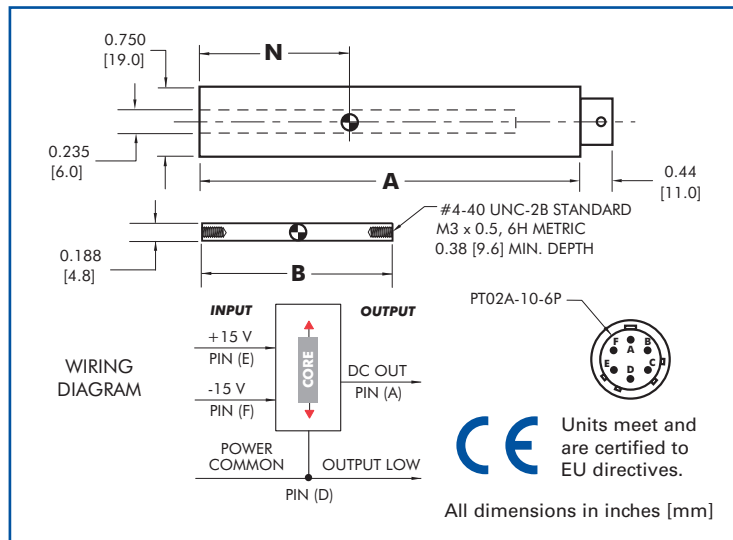 0.750
[19.0]
N
0.235
[6.0]
A
0.44
[11.0]
#4-40 UNC-2B STANDARD
M3 x 0.5, 6H METRIC
0.38 [9.6] MIN. DEPTH
0.188
[4.8]
B
INPUT
OUTPUT
PT02A-10-6P
+15 V
PIN (E)
WIRING
DIAGRAM
CORE
DC OUT
PIN (A)
-15 V
PIN (F)
F
B
A
E
C
D
POWER
COMMON
OUTPUT LOW
PIN (D)
CE
Units meet and
are certified to
EU directives.
All dimensions in inches [mm]